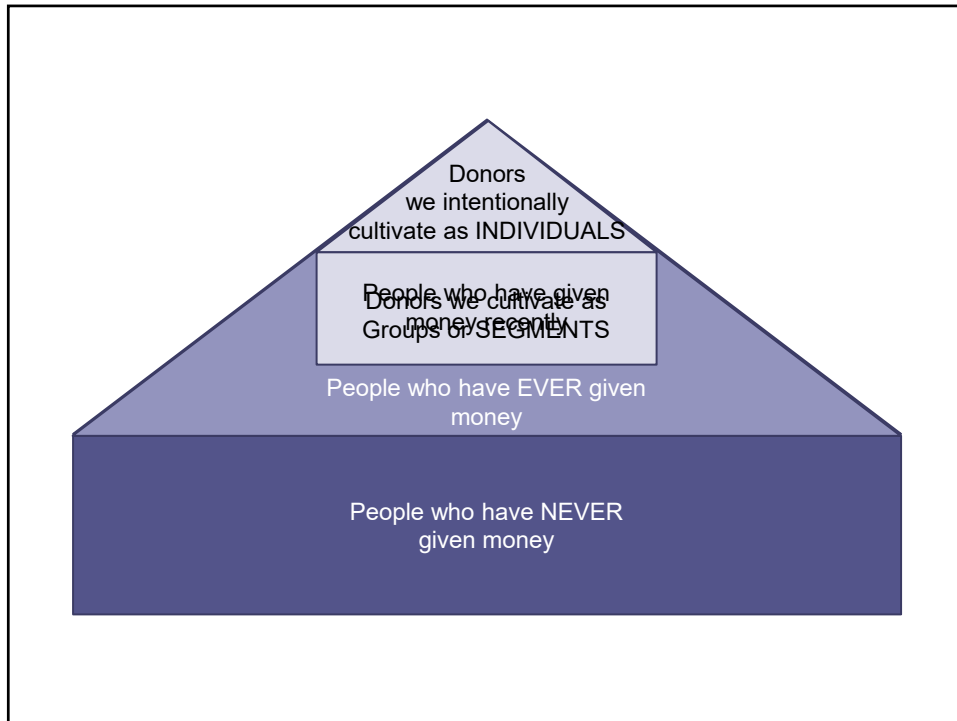 Donors
we intentionally
cultivate as INDIVIDUALS
People who have given
money recently
Donors we cultivate as
Groups or SEGMENTS
People who have EVER given
money
People who have NEVER
given money